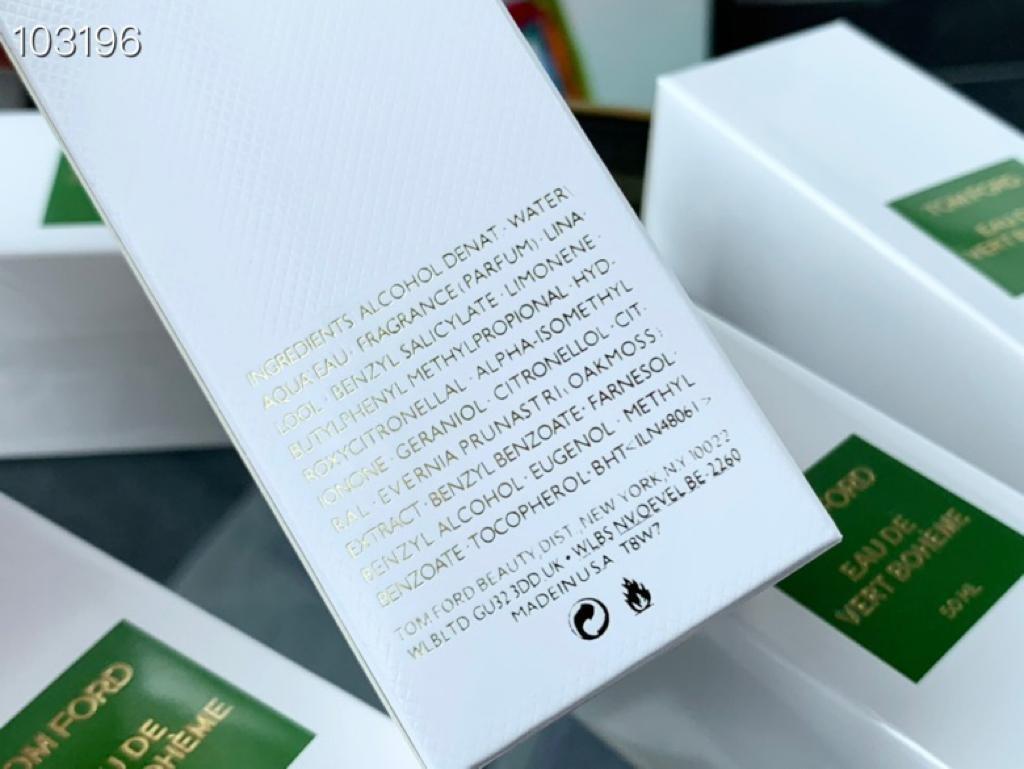 103196
INGREDIENTS ALCOHOL DENAT · WATER\
AQUA EAU · FRAGRANCE (PARFUM) · LINA-
LOOL · BENZYL SALICYLATE · LIMONENE ·
BUTYLPHENYL METHYLPROPIONAL · HYD-
ROXYCITRONELLAL · ALPHA-ISOMETHYL
IONONE · GERANIOL · CITRONELLOL · CIT-
RAL · EVERNIA PRUNASTRI (OAKMOSS)
EXTRACT · BENZYL BENZOATE · FARNESOL ·
BENZYL ALCOHOL · EUGENOL · METHYL
BENZOATE · TOCOPHEROL · BHT <ILN48061>
TOM FORD BEAUTY, DIST. NEW YORK, N.Y. 10022
WLBLTD GU32 3DD UK • WLBS NV, OEVEL BE-2260
MADE IN U.S.A. T8W7
TOM FORD
EAU D
VERT B
FORD
EAU DE
VERT BOHÈME
50 ML
TOM FORD
EAU DE
BOHÈME